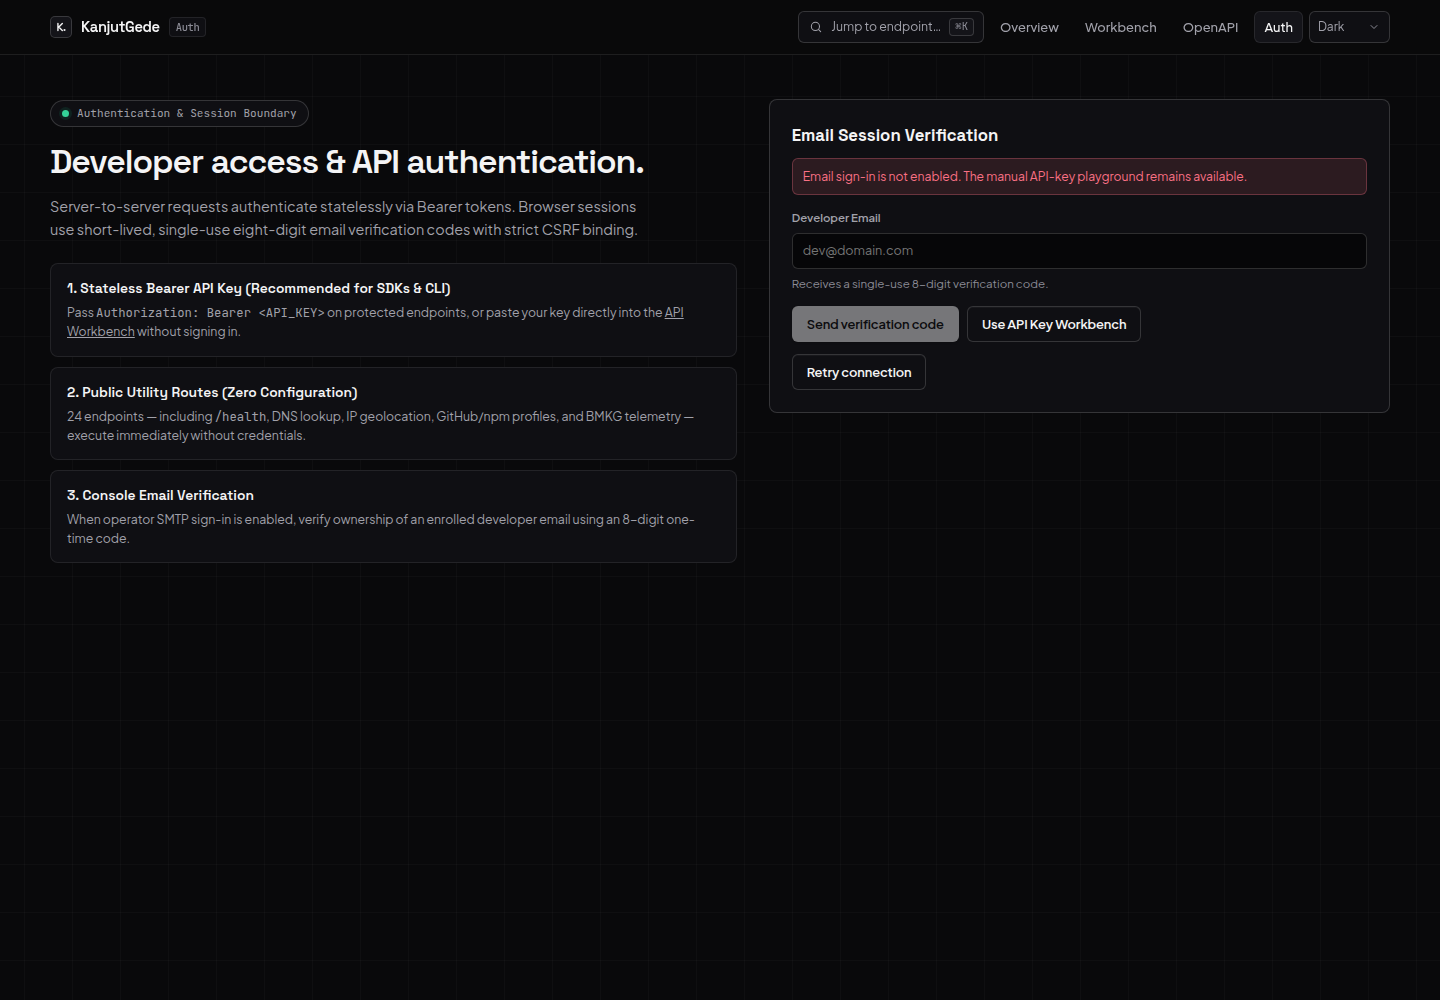 K. KanjutGede Auth
Jump to endpoint... ⌘K Overview Workbench OpenAPI Auth Dark
Authentication & Session Boundary
Developer access & API authentication.
Server-to-server requests authenticate statelessly via Bearer tokens. Browser sessions
use short-lived, single-use eight-digit email verification codes with strict CSRF binding.
1. Stateless Bearer API Key (Recommended for SDKs & CLI)
Pass Authorization: Bearer <API_KEY> on protected endpoints, or paste your key directly into the API
Workbench without signing in.
2. Public Utility Routes (Zero Configuration)
24 endpoints — including /health, DNS lookup, IP geolocation, GitHub/npm profiles, and BMKG telemetry —
execute immediately without credentials.
3. Console Email Verification
When operator SMTP sign-in is enabled, verify ownership of an enrolled developer email using an 8-digit one-
time code.
Email Session Verification
Email sign-in is not enabled. The manual API-key playground remains available.
Developer Email
dev@domain.com
Receives a single-use 8-digit verification code.
Send verification code Use API Key Workbench
Retry connection